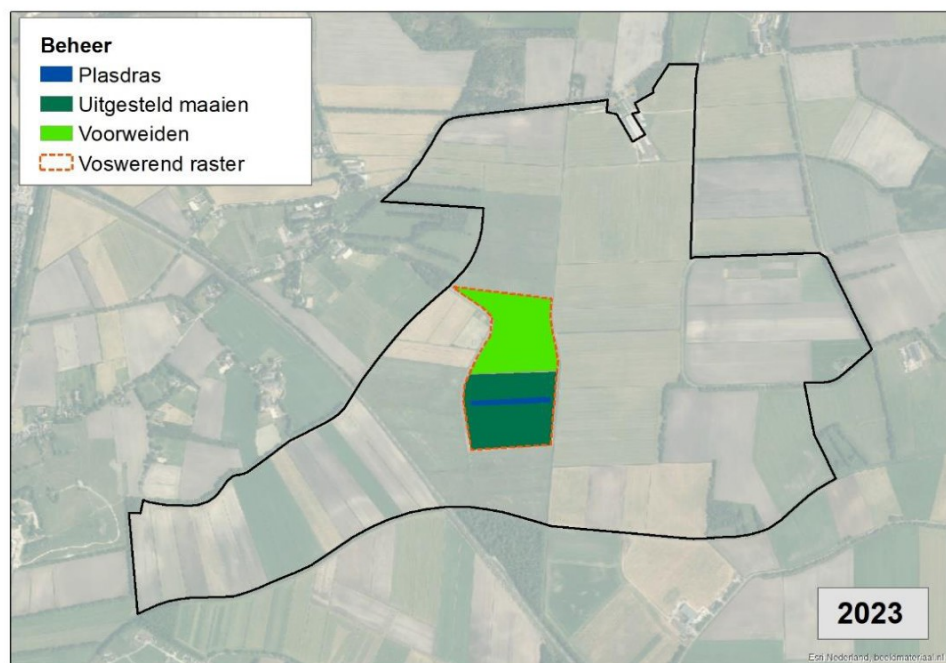 Beheer
Plasdras
Uitgesteld maaien
Voorweiden
Voswerend raster
2023
Esri Nederland, beeldmateriaal.nl